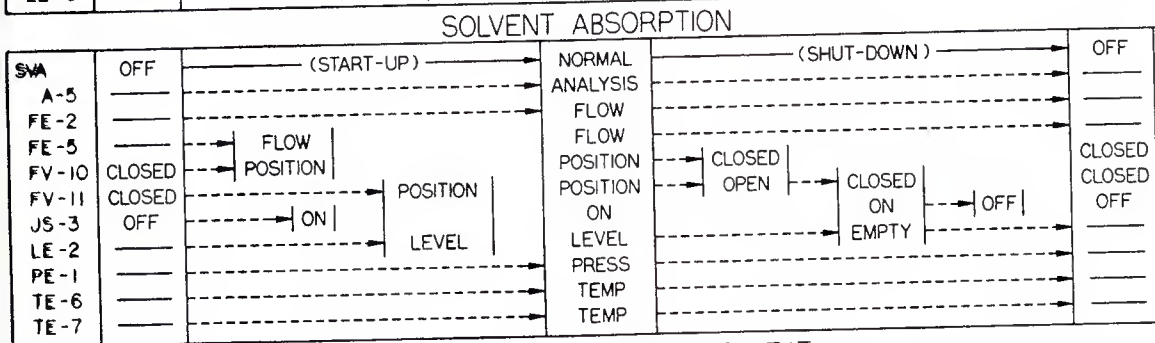 SOLVENT ABSORPTION
SVA OFF (START-UP) NORMAL (SHUT-DOWN) OFF
A-5 ANALYSIS
FE-2 FLOW
FE-5 FLOW FLOW
FV-10 CLOSED POSITION POSITION CLOSED CLOSED
FV-11 CLOSED POSITION POSITION OPEN CLOSED CLOSED
JS-3 OFF ON ON ON OFF OFF
LE-2 LEVEL LEVEL EMPTY
PE-1 PRESS
TE-6 TEMP
TE-7 TEMP